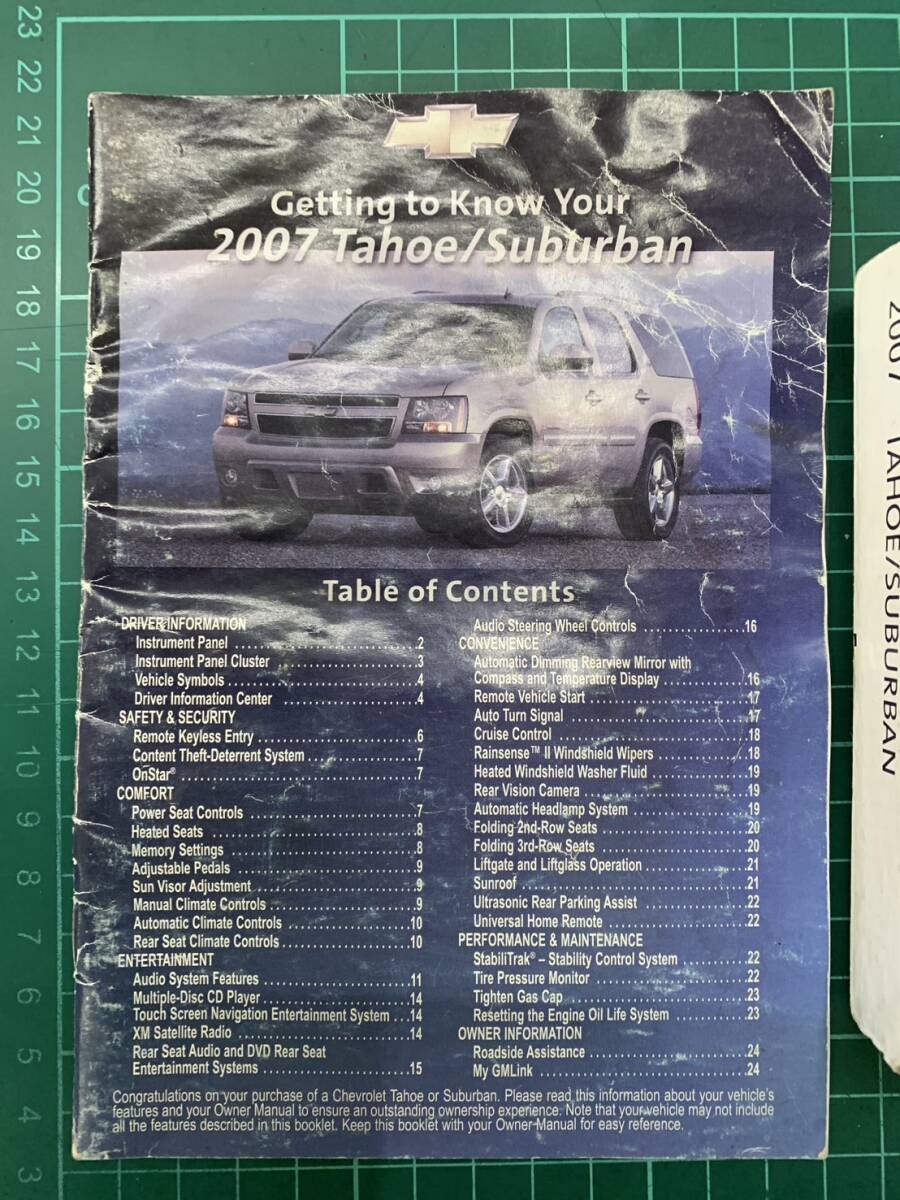 Getting to Know Your
2007 Tahoe/Suburban
Table of Contents
DRIVER INFORMATION
Instrument Panel ........................2
Instrument Panel Cluster ........................3
Vehicle Symbols ........................4
Driver Information Center ........................4
SAFETY & SECURITY
Remote Keyless Entry ........................6
Content Theft-Deterrent System ........................7
OnStar® ........................7
COMFORT
Power Seat Controls ........................7
Heated Seats ........................8
Memory Settings ........................8
Adjustable Pedals ........................9
Sun Visor Adjustment ........................9
Manual Climate Controls ........................9
Automatic Climate Controls ........................10
Rear Seat Climate Controls ........................10
ENTERTAINMENT
Audio System Features ........................11
Multiple-Disc CD Player ........................14
Touch Screen Navigation Entertainment System ...14
XM Satellite Radio ........................14
Rear Seat Audio and DVD Rear Seat
Entertainment Systems ........................15
Audio Steering Wheel Controls ........................16
CONVENIENCE
Automatic Dimming Rearview Mirror with
Compass and Temperature Display ........................16
Remote Vehicle Start ........................17
Auto Turn Signal ........................17
Cruise Control ........................18
Rainsense™ II Windshield Wipers ........................18
Heated Windshield Washer Fluid ........................19
Rear Vision Camera ........................19
Automatic Headlamp System ........................19
Folding 2nd-Row Seats ........................20
Folding 3rd-Row Seats ........................20
Liftgate and Liftglass Operation ........................21
Sunroof ........................21
Ultrasonic Rear Parking Assist ........................22
Universal Home Remote ........................22
PERFORMANCE & MAINTENANCE
StabiliTrak® – Stability Control System ........................22
Tire Pressure Monitor ........................22
Tighten Gas Cap ........................23
Resetting the Engine Oil Life System ........................23
OWNER INFORMATION
Roadside Assistance ........................24
My GMLink ........................24
Congratulations on your purchase of a Chevrolet Tahoe or Suburban. Please read this information about your vehicle's
features and your Owner Manual to ensure an outstanding ownership experience. Note that your vehicle may not include
all the features described in this booklet. Keep this booklet with your Owner Manual for easy reference.
2007 TAHOE/SUBURBAN
23
22
21
20
19
18
17
16
15
14
13
12
11
10
9
8
7
6
5
4
3